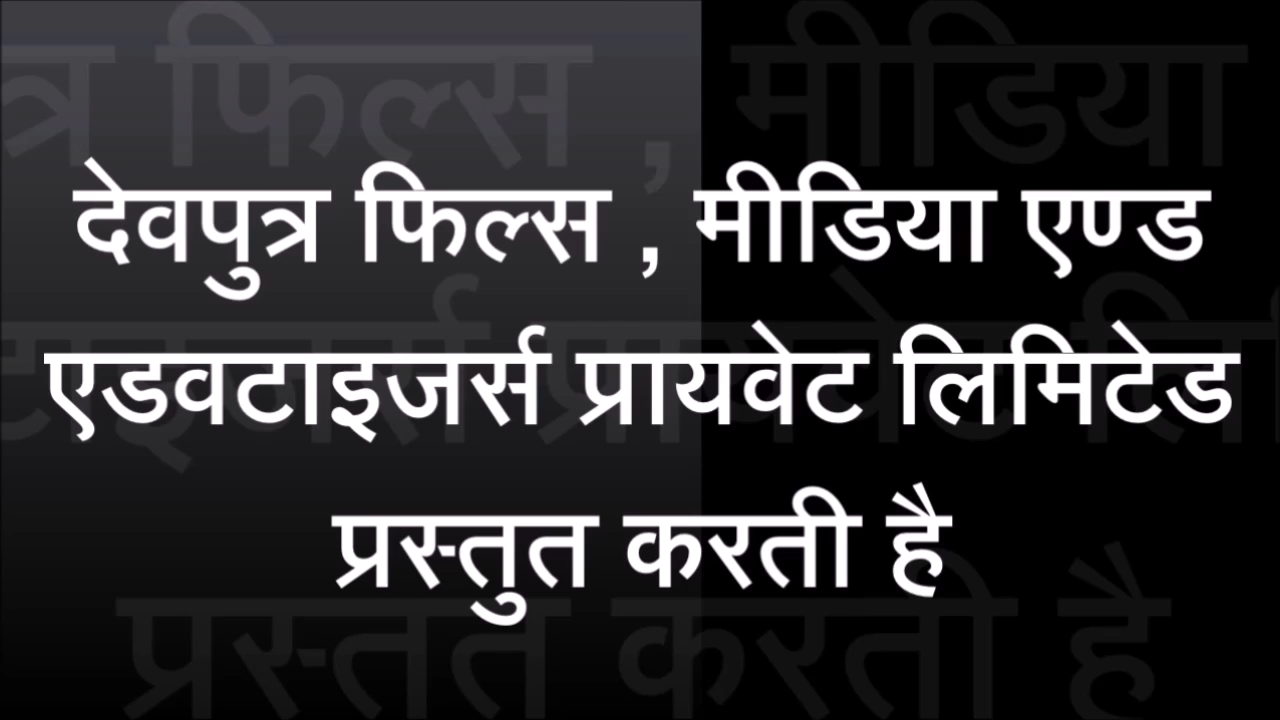 देवपुत्र फिल्स , मीडिया एण्ड
एडवटाइजर्स प्रायवेट लिमिटेड
प्रस्तुत करती है